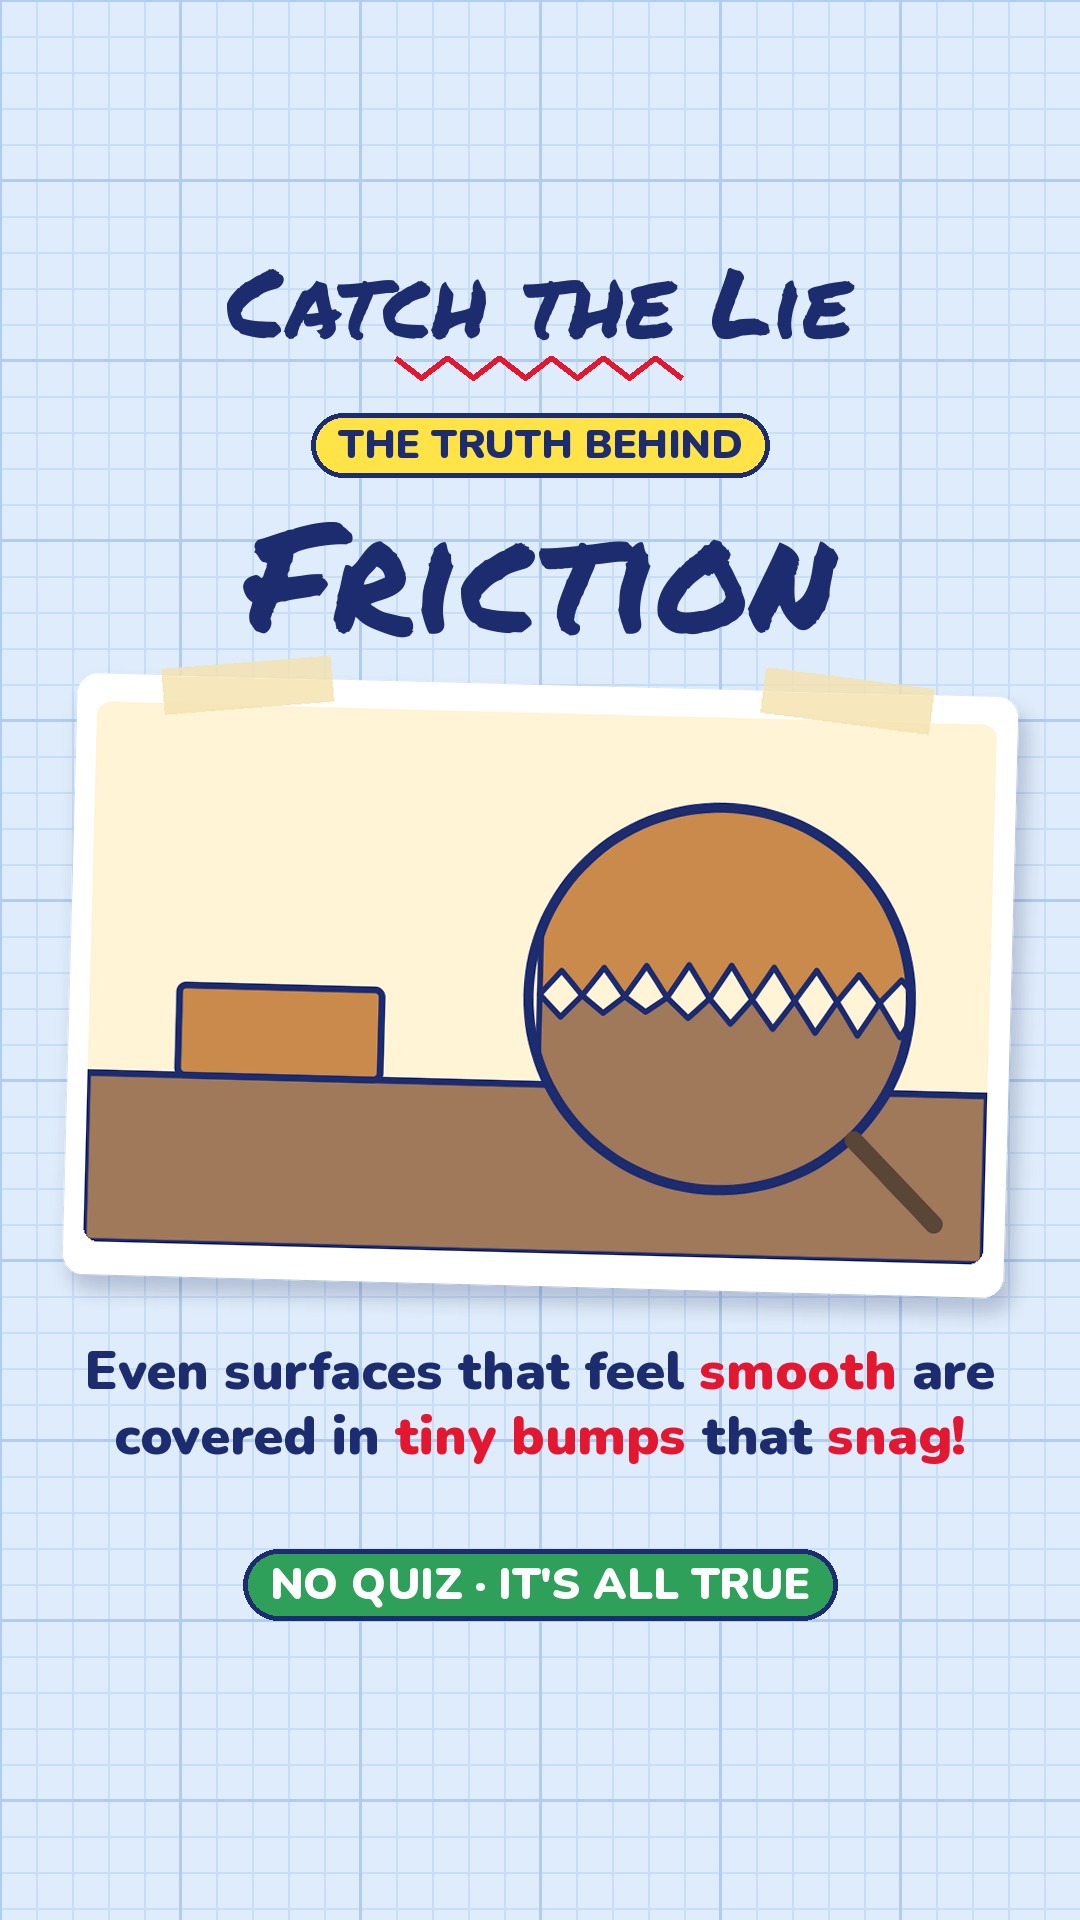 Catch the Lie
THE TRUTH BEHIND
Friction
Even surfaces that feel smooth are
covered in tiny bumps that snag!
NO QUIZ · IT'S ALL TRUE